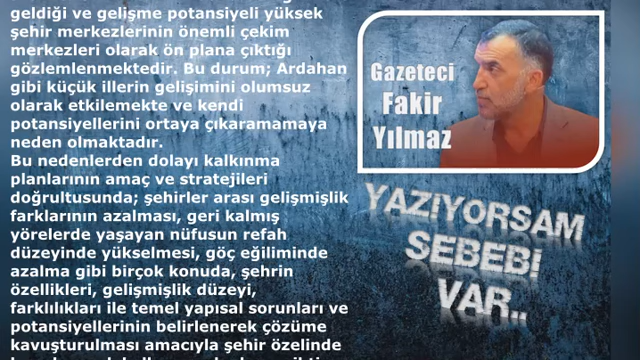 geldiği ve gelişme potansiyeli yüksek
şehir merkezlerinin önemli çekim
merkezleri olarak ön plana çıktığı
gözlemlenmektedir. Bu durum; Ardahan
gibi küçük illerin gelişimini olumsuz
olarak etkilemekte ve kendi
potansiyellerini ortaya çıkaramamaya
neden olmaktadır.
Bu nedenlerden dolayı kalkınma
planlarının amaç ve stratejileri
doğrultusunda; şehirler arası gelişmişlik
farklarının azalması, geri kalmış
yörelerde yaşayan nüfusun refah
düzeyinde yükselmesi, göç eğiliminde
azalma gibi birçok konuda, şehrin
özellikleri, gelişmişlik düzeyi,
farklılıkları ile temel yapısal sorunları ve
potansiyellerinin belirlenerek çözüme
kavuşturulması amacıyla şehir özelinde
Gazeteci
Fakir
Yılmaz
YAZIYORSAM
SEBEBİ
VAR..